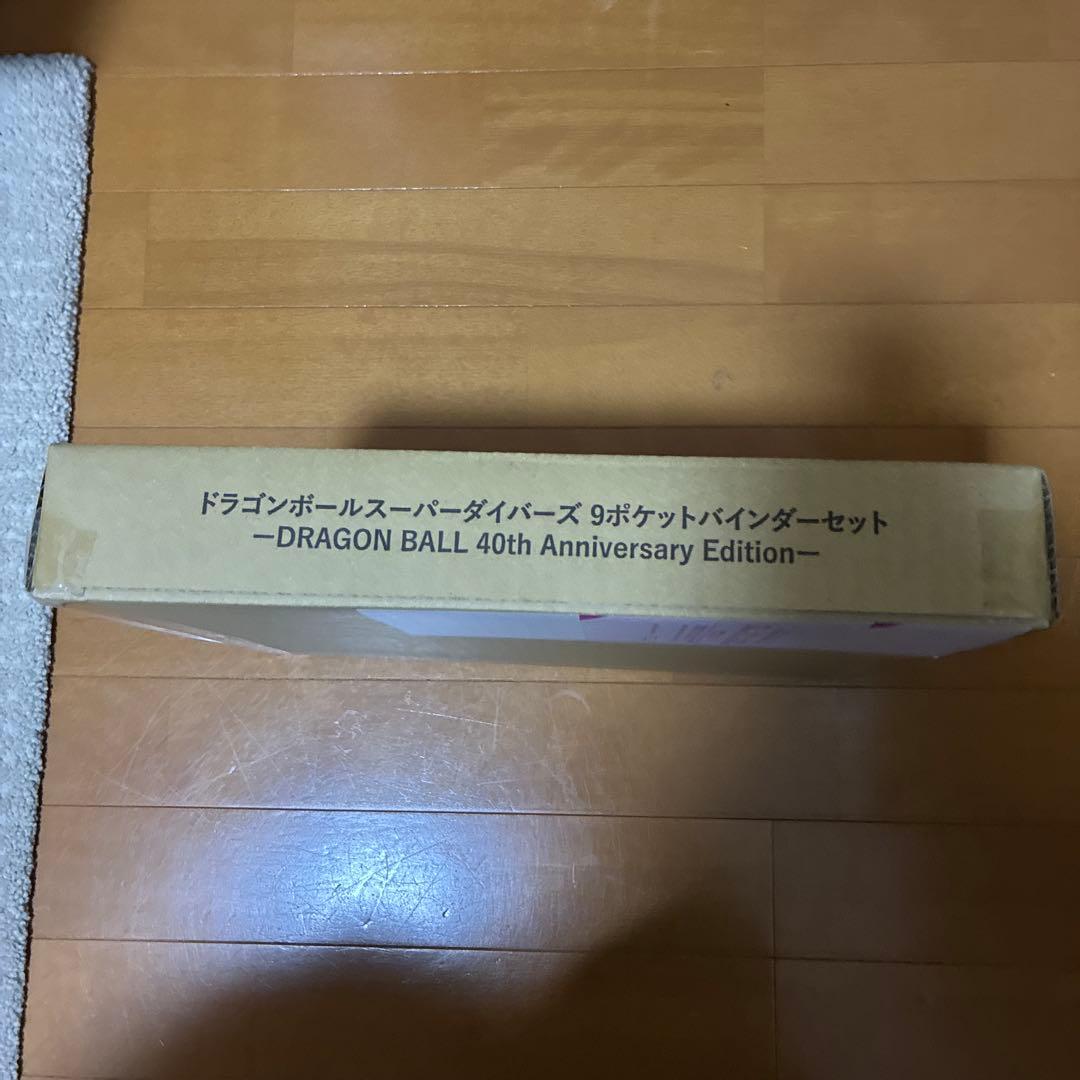 ドラゴンボールスーパーダイバーズ 9ポケットバインダーセット
ーDRAGON BALL 40th Anniversary Editionー